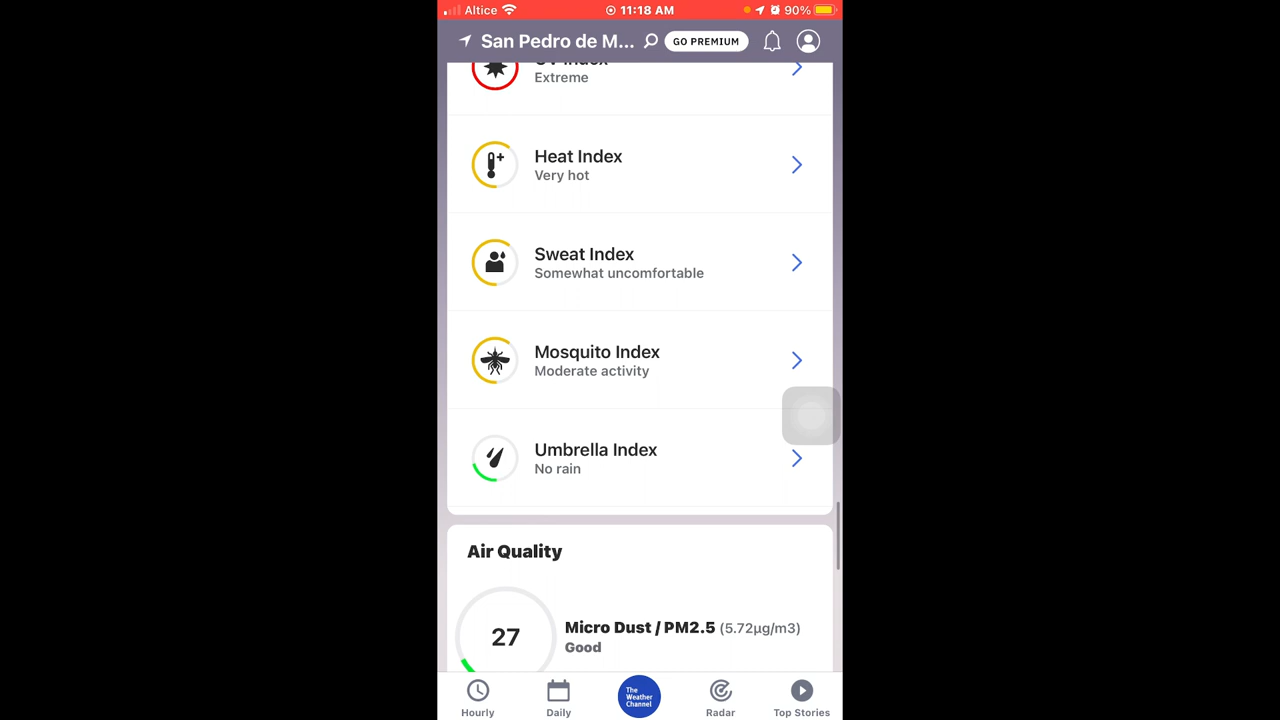 Altice 11:18 AM 90%
San Pedro de M... GO PREMIUM
UV Index
Extreme
Heat Index
Very hot
Sweat Index
Somewhat uncomfortable
Mosquito Index
Moderate activity
Umbrella Index
No rain
Air Quality
27
Micro Dust / PM2.5 (5.72µg/m3)
Good
The
Weather
Channel
Hourly Daily Radar Top Stories